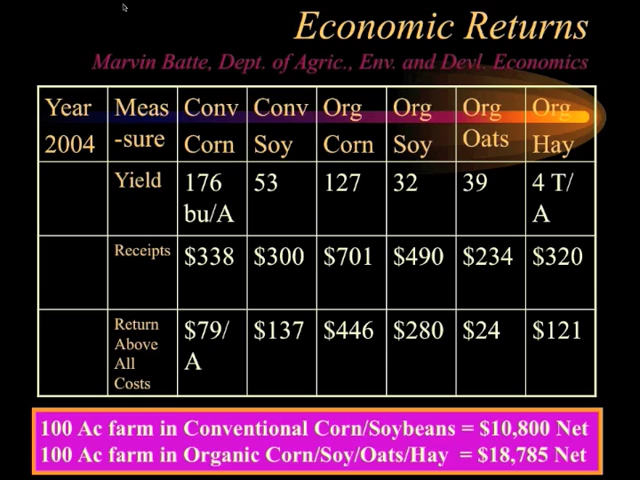 Economic Returns
Marvin Batte, Dept. of Agric., Env. and Devl. Economics
Year 2004 Meas-sure Conv Corn Conv Soy Org Corn Org Soy Org Oats Org Hay
Yield 176 bu/A 53 127 32 39 4 T/A
Receipts $338 $300 $701 $490 $234 $320
Return Above All Costs $79/A $137 $446 $280 $24 $121
100 Ac farm in Conventional Corn/Soybeans = $10,800 Net
100 Ac farm in Organic Corn/Soy/Oats/Hay = $18,785 Net